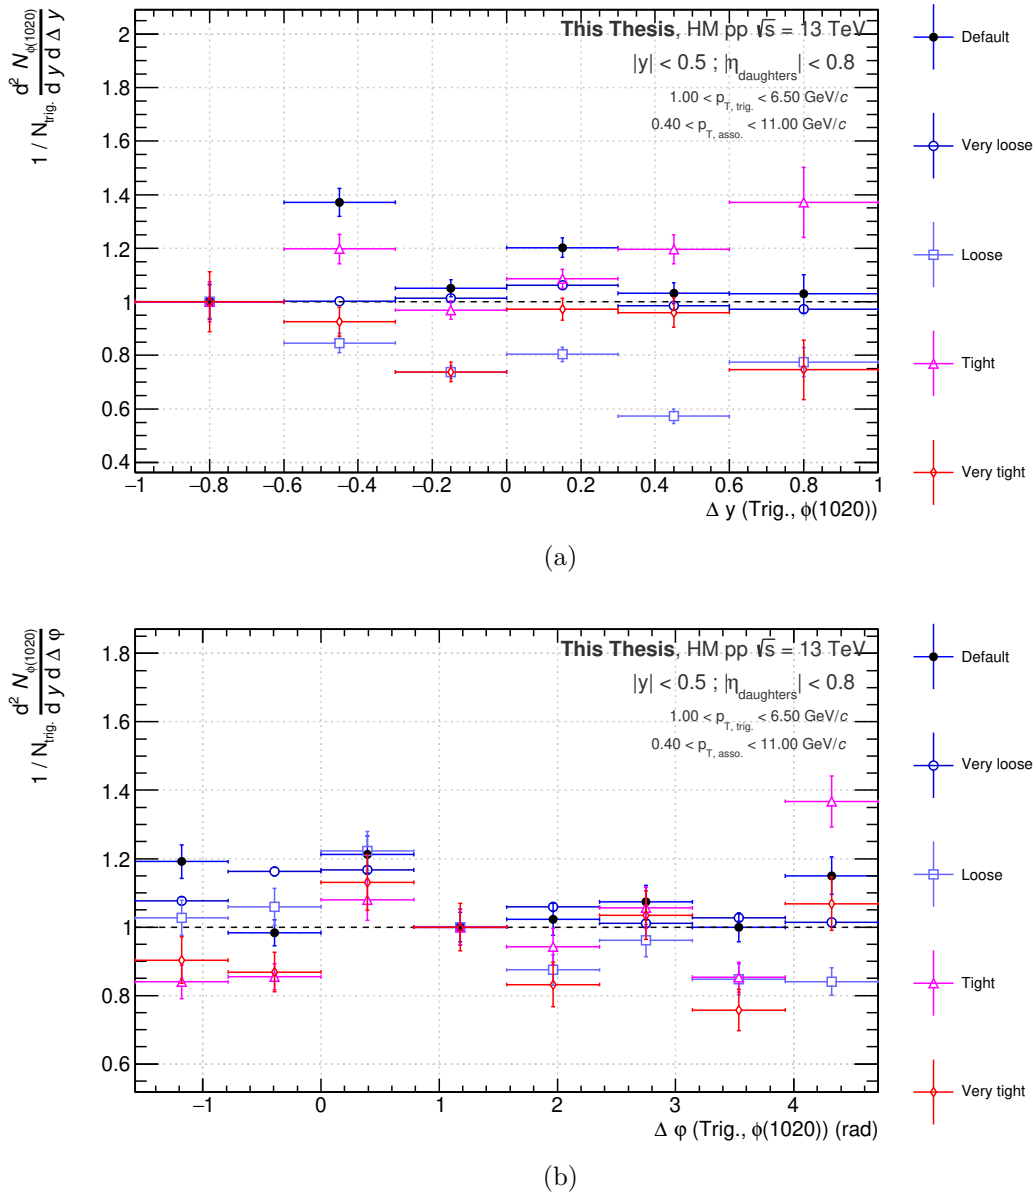 This Thesis, HM pp √s = 13 TeV
|y| < 0.5 ; |η_daughters| < 0.8
1.00 < p_T, trig. < 6.50 GeV/c
0.40 < p_T, asso. < 11.00 GeV/c
1 / N_trig. d² N_ϕ(1020) / d y d Δ y
2
1.8
1.6
1.4
1.2
1
0.8
0.6
0.4
−1 −0.8 −0.6 −0.4 −0.2 0 0.2 0.4 0.6 0.8 1
Δ y (Trig., ϕ(1020))
Default
Very loose
Loose
Tight
Very tight
(a)
This Thesis, HM pp √s = 13 TeV
|y| < 0.5 ; |η_daughters| < 0.8
1.00 < p_T, trig. < 6.50 GeV/c
0.40 < p_T, asso. < 11.00 GeV/c
1 / N_trig. d² N_ϕ(1020) / d y d Δ φ
1.8
1.6
1.4
1.2
1
0.8
0.6
−1 0 1 2 3 4
Δ φ (Trig., ϕ(1020)) (rad)
Default
Very loose
Loose
Tight
Very tight
(b)